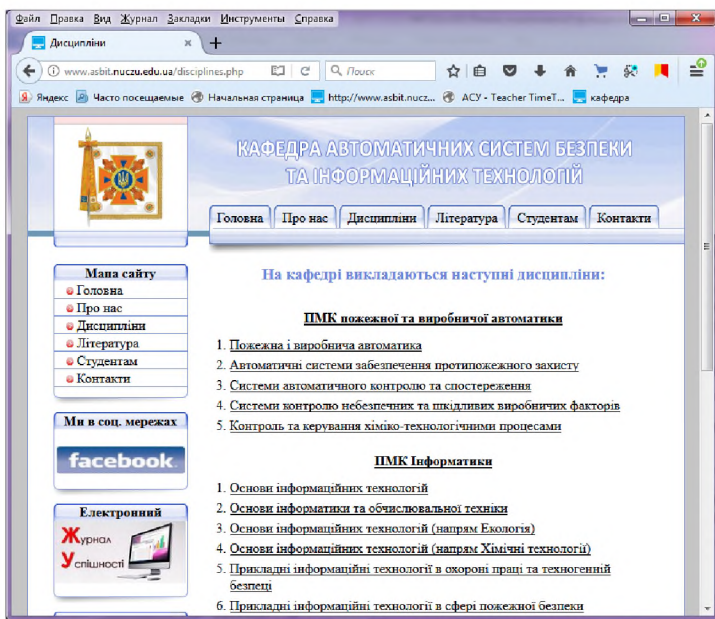 Файл Правка Вид Журнал Закладки Инструменты Справка
Дисципліни
www.asbit.nuczu.edu.ua/disciplines.php
Поиск
Яндекс Часто посещаемые Начальная страница http://www.asbit.nucz... АСУ - Teacher TimeT... кафедра
КАФЕДРА АВТОМАТИЧНИХ СИСТЕМ БЕЗПЕКИ
ТА ІНФОРМАЦІЙНИХ ТЕХНОЛОГІЙ
Головна Про нас Дисципліни Література Студентам Контакти
Мапа сайту
Головна
Про нас
Дисципліни
Література
Студентам
Контакти
Ми в соц. мережах
facebook
Електронний
Журнал
Успішності
На кафедрі викладаються наступні дисципліни:
ПМК пожежної та виробничої автоматики
1. Пожежна і виробнича автоматика
2. Автоматичні системи забезпечення протипожежного захисту
3. Системи автоматичного контролю та спостереження
4. Системи контролю небезпечних та шкідливих виробничих факторів
5. Контроль та керування хіміко-технологічними процесами
ПМК Інформатики
1. Основи інформаційних технологій
2. Основи інформатики та обчислювальної техніки
3. Основи інформаційних технологій (напрям Екологія)
4. Основи інформаційних технологій (напрям Хімічні технології)
5. Прикладні інформаційні технології в охороні праці та техногенній
безпеці
6. Прикладні інформаційні технології в сфері пожежної безпеки